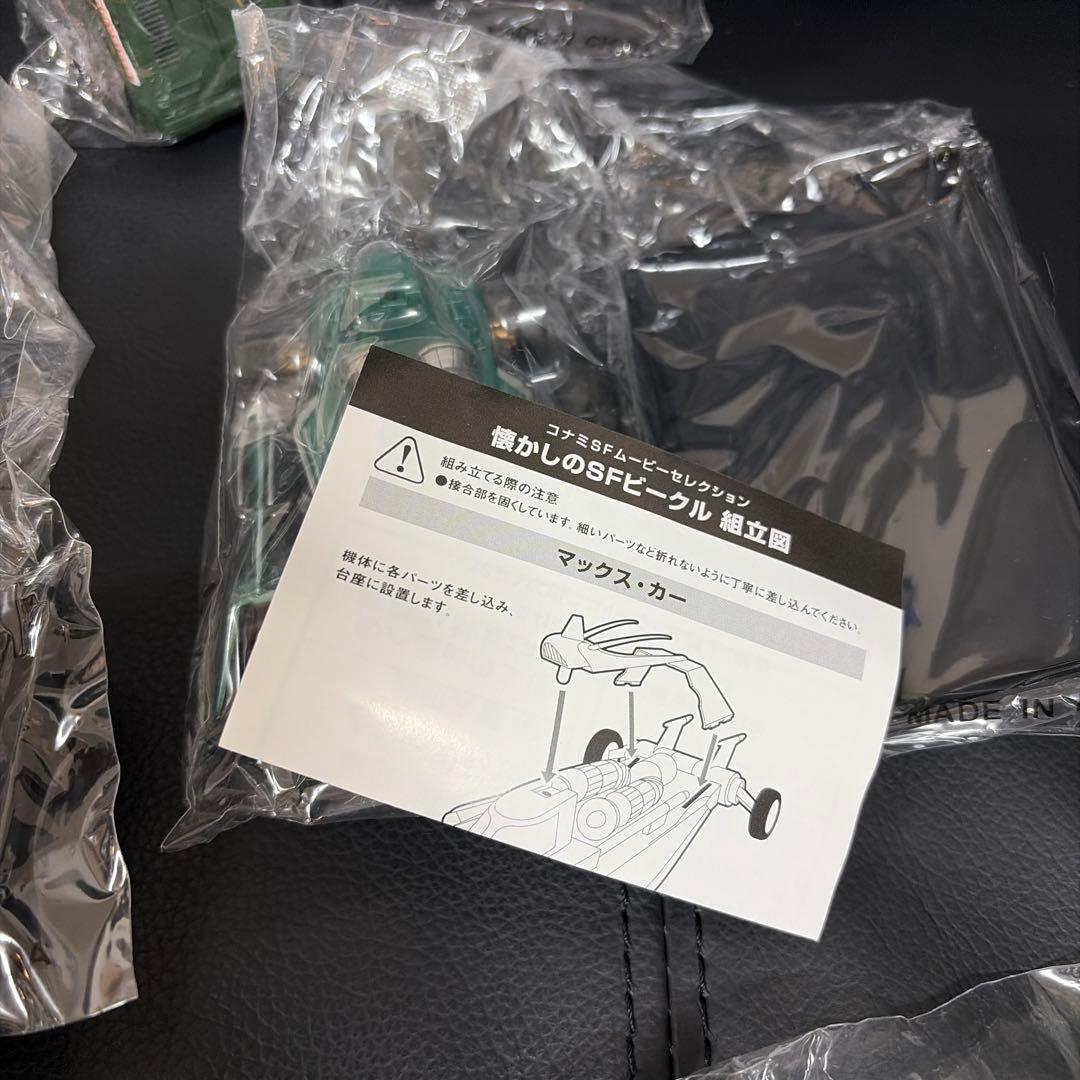 コナミSFムービーセレクション
懐かしのSFビークル 組立図
組み立てる際の注意
●接合部を固くしています。細いパーツなど折れないように丁寧に差し込んでください。
マックス・カー
機体に各パーツを差し込み、
台座に設置します。
MADE IN